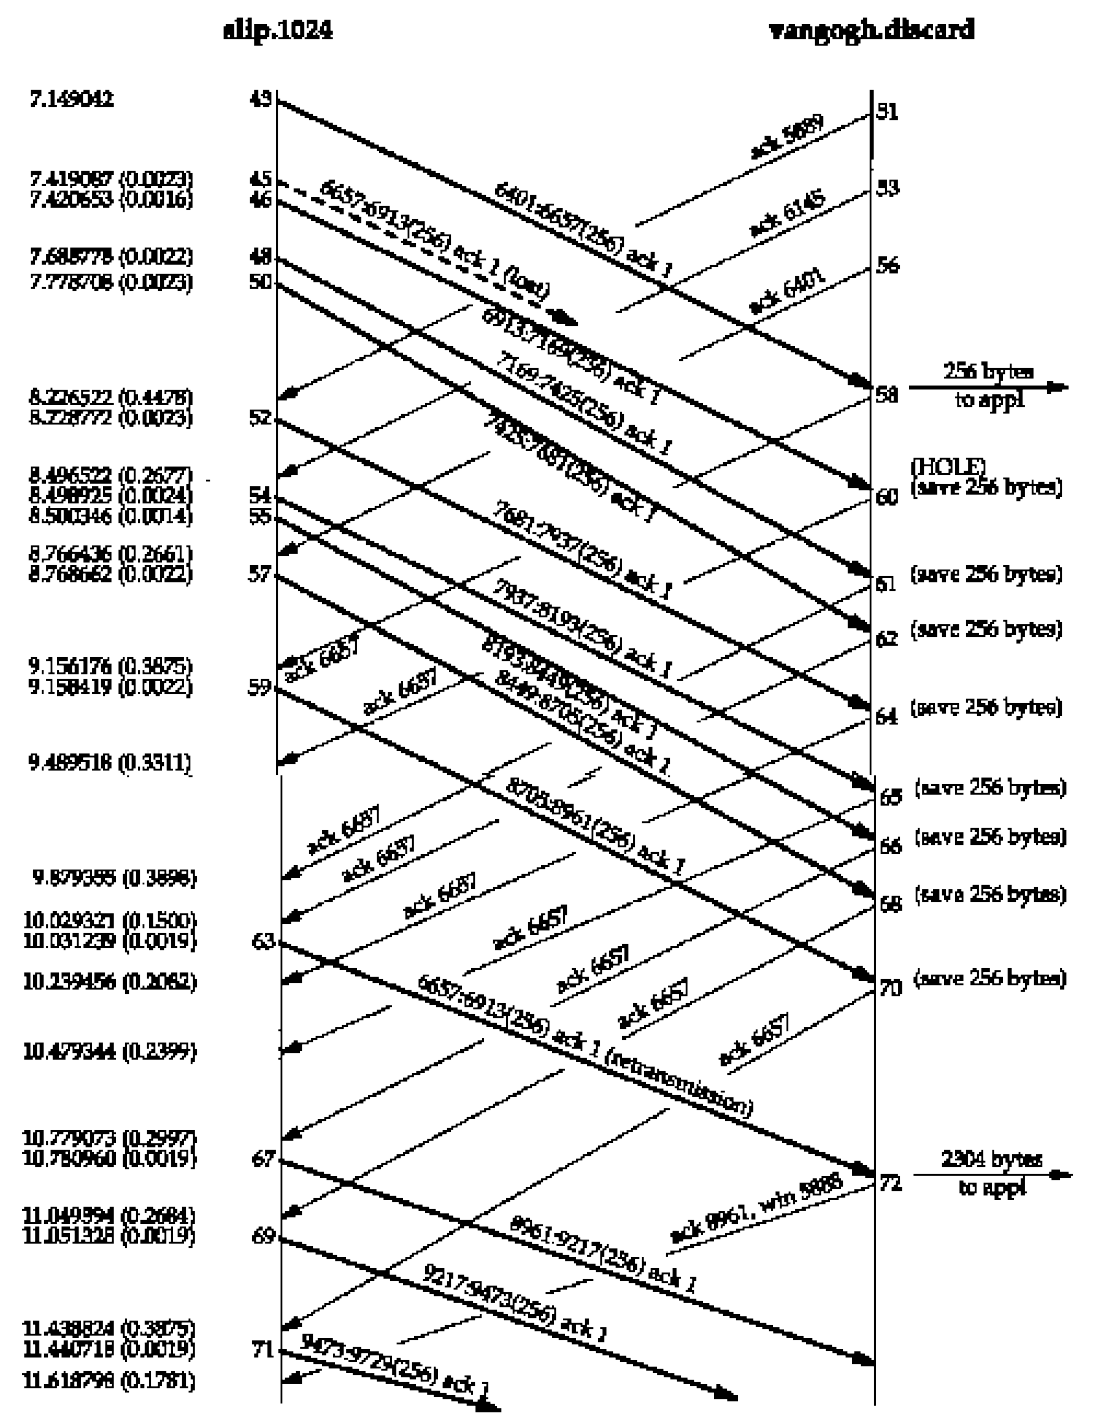 slip.1024
vangogh.discard
7.149042
43
51
ack 5889
7.419087 (0.0023)
45
7.420653 (0.0016)
46
53
ack 6145
6401:6657(256) ack 1
6657:6913(256) ack 1 (lost)
7.688778 (0.0022)
48
7.778708 (0.0023)
50
56
ack 6401
6913:7169(256) ack 1
7169:7425(256) ack 1
256 bytes
to appl
58
8.226522 (0.4478)
8.228772 (0.0023)
52
7425:7681(256) ack 1
(HOLE)
(save 256 bytes)
60
8.496522 (0.2677)
8.498925 (0.0024)
54
8.500346 (0.0014)
55
7681:7937(256) ack 1
8.766436 (0.2661)
8.768662 (0.0022)
57
61
(save 256 bytes)
7937:8193(256) ack 1
62
(save 256 bytes)
8193:8449(256) ack 1
8449:8705(256) ack 1
9.156176 (0.3875)
ack 6657
9.158419 (0.0022)
59
ack 6657
64
(save 256 bytes)
9.489518 (0.3311)
65
(save 256 bytes)
8705:8961(256) ack 1
ack 6657
ack 6657
66
(save 256 bytes)
9.879355 (0.3898)
ack 6657
68
(save 256 bytes)
10.029321 (0.1500)
10.031239 (0.0019)
63
ack 6657
10.239456 (0.2082)
ack 6657
70
(save 256 bytes)
6657:6913(256) ack 1 (retransmission)
ack 6657
ack 6657
10.479344 (0.2399)
10.779073 (0.2997)
10.780960 (0.0019)
67
2304 bytes
to appl
72
ack 8961, win 5888
11.049394 (0.2684)
11.051328 (0.0019)
69
8961:9217(256) ack 1
9217:9473(256) ack 1
11.438824 (0.3875)
11.440718 (0.0019)
71
9473:9729(256) ack 1
11.618798 (0.1781)